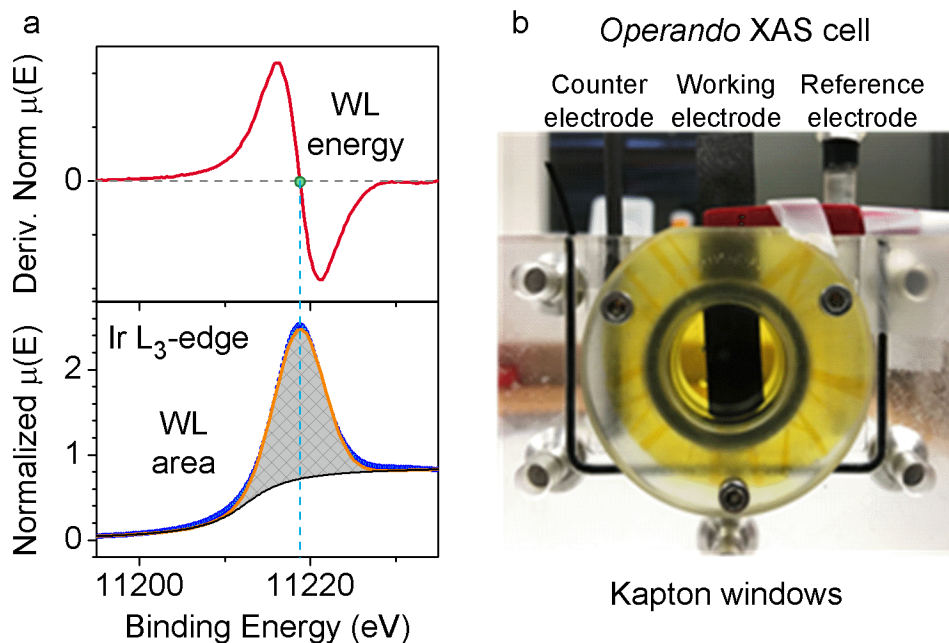 a
Deriv. Norm μ(E)
0
WL
energy
Normalized μ(E)
Ir L₃-edge
WL
area
2
1
0
11200
11220
Binding Energy (eV)
b
Operando XAS cell
Counter
electrode
Working
electrode
Reference
electrode
Kapton windows